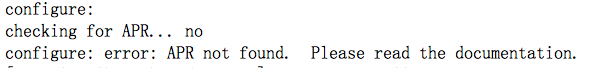 configure:
checking for APR... no
configure: error: APR not found.  Please read the documentation.